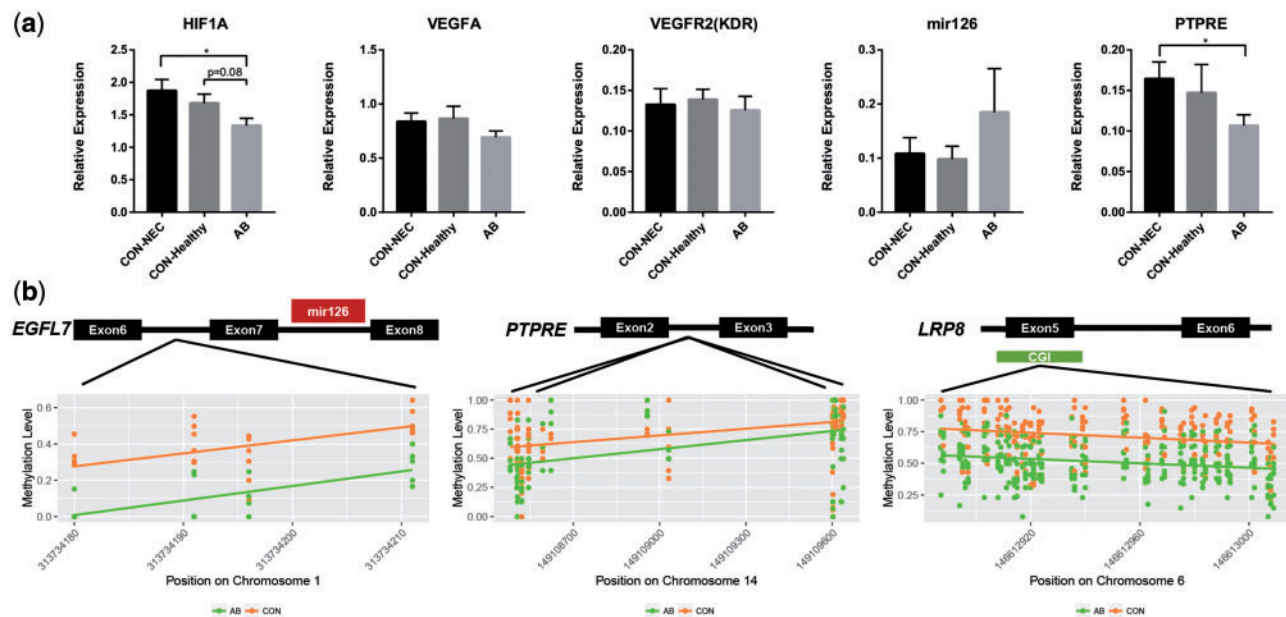 (a)
HIF1A
Relative Expression
2.5
2.0
1.5
1.0
0.5
0.0
*
p=0.08
CON-NEC
CON-Healthy
AB
VEGFA
Relative Expression
1.5
1.0
0.5
0.0
CON-NEC
CON-Healthy
AB
VEGFR2(KDR)
Relative Expression
0.20
0.15
0.10
0.05
0.00
CON-NEC
CON-Healthy
AB
mir126
Relative Expression
0.3
0.2
0.1
0.0
CON-NEC
CON-Healthy
AB
PTPRE
Relative Expression
0.20
0.15
0.10
0.05
0.00
*
CON-NEC
CON-Healthy
AB
(b)
EGFL7
Exon6
Exon7
mir126
Exon8
Methylation Level
0.6
0.4
0.2
0.0
313734180
313734190
313734200
313734210
Position on Chromosome 1
AB CON
PTPRE
Exon2
Exon3
Methylation Level
1.00
0.75
0.50
0.25
0.00
149108700
149109000
149109300
149109600
Position on Chromosome 14
AB CON
LRP8
Exon5
Exon6
CGI
Methylation Level
1.00
0.75
0.50
0.25
146612920
146612960
146613000
Position on Chromosome 6
AB CON